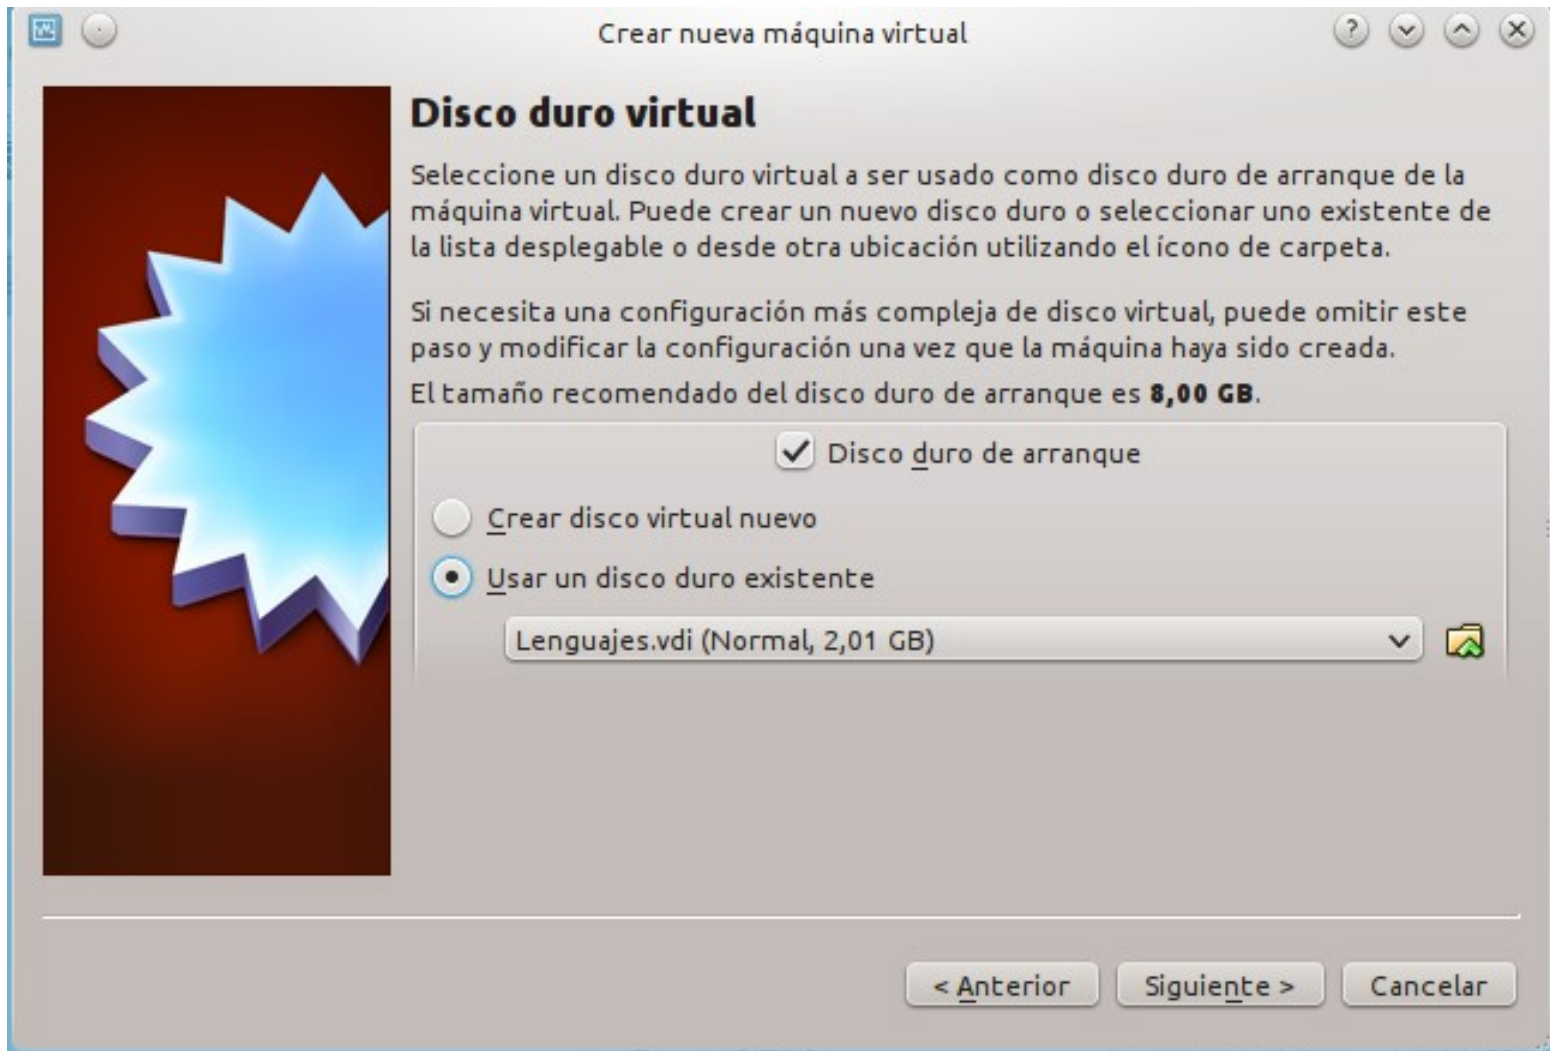 Crear nueva máquina virtual
Disco duro virtual
Seleccione un disco duro virtual a ser usado como disco duro de arranque de la
máquina virtual. Puede crear un nuevo disco duro o seleccionar uno existente de
la lista desplegable o desde otra ubicación utilizando el ícono de carpeta.
Si necesita una configuración más compleja de disco virtual, puede omitir este
paso y modificar la configuración una vez que la máquina haya sido creada.
El tamaño recomendado del disco duro de arranque es 8,00 GB.
Disco duro de arranque
Crear disco virtual nuevo
Usar un disco duro existente
Lenguajes.vdi (Normal, 2,01 GB)
< Anterior
Siguiente >
Cancelar